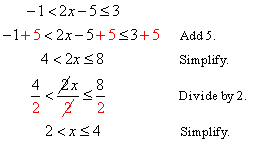 −1 < 2x − 5 ≤ 3
−1 + 5 < 2x − 5 + 5 ≤ 3 + 5 Add 5.
4 < 2x ≤ 8 Simplify.
4/2 < 2x/2 ≤ 8/2 Divide by 2.
2 < x ≤ 4 Simplify.